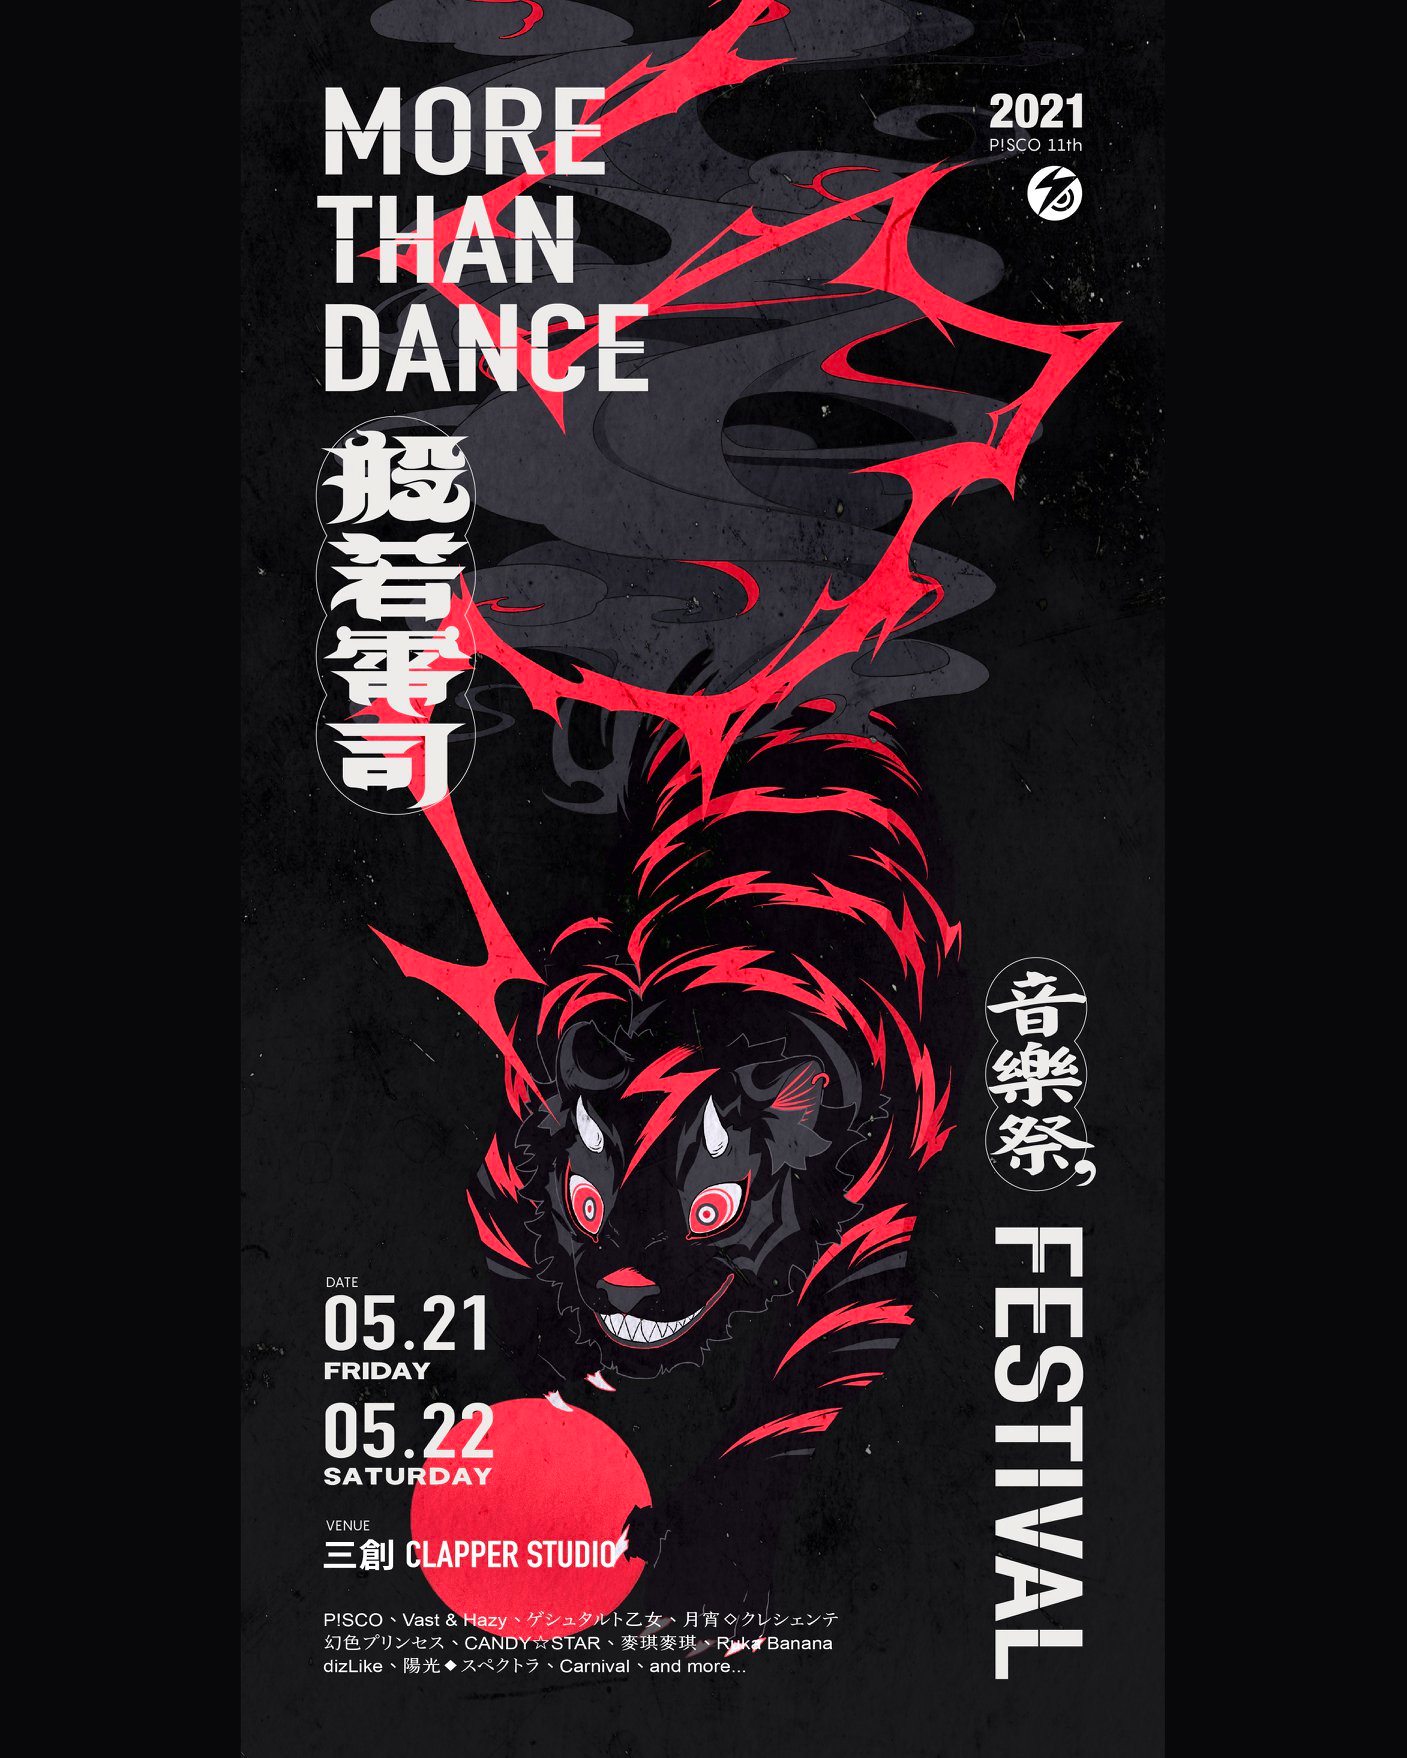 MORE
THAN
DANCE
2021
P!SCO 11th
般若雷司
音樂祭,
FESTIVAL
DATE
05.21
FRIDAY
05.22
SATURDAY
VENUE
三創 CLAPPER STUDIO
P!SCO、Vast & Hazy、ゲシュタルト乙女、月宵◇クレシェンテ
幻色プリンセス、CANDY☆STAR、麥琪麥琪、Ruka Banana
dizLike、陽光◆スペクトラ、Carnival、and more...